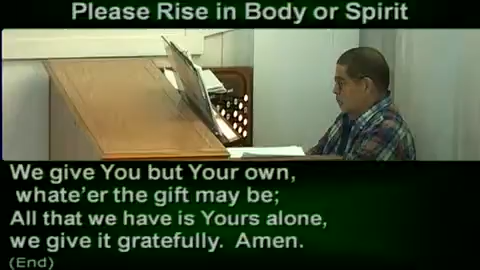 Please Rise in Body or Spirit
We give You but Your own,
whate'er the gift may be;
All that we have is Yours alone,
we give it gratefully. Amen.
(End)